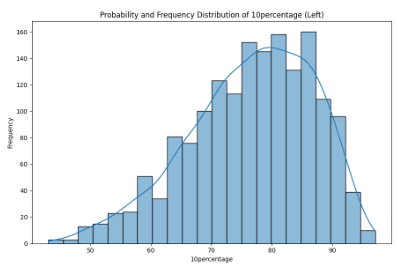 Probability and Frequency Distribution of 10percentage (Left)
160
140
120
100
80
60
40
20
0
Frequency
50 60 70 80 90
10percentage